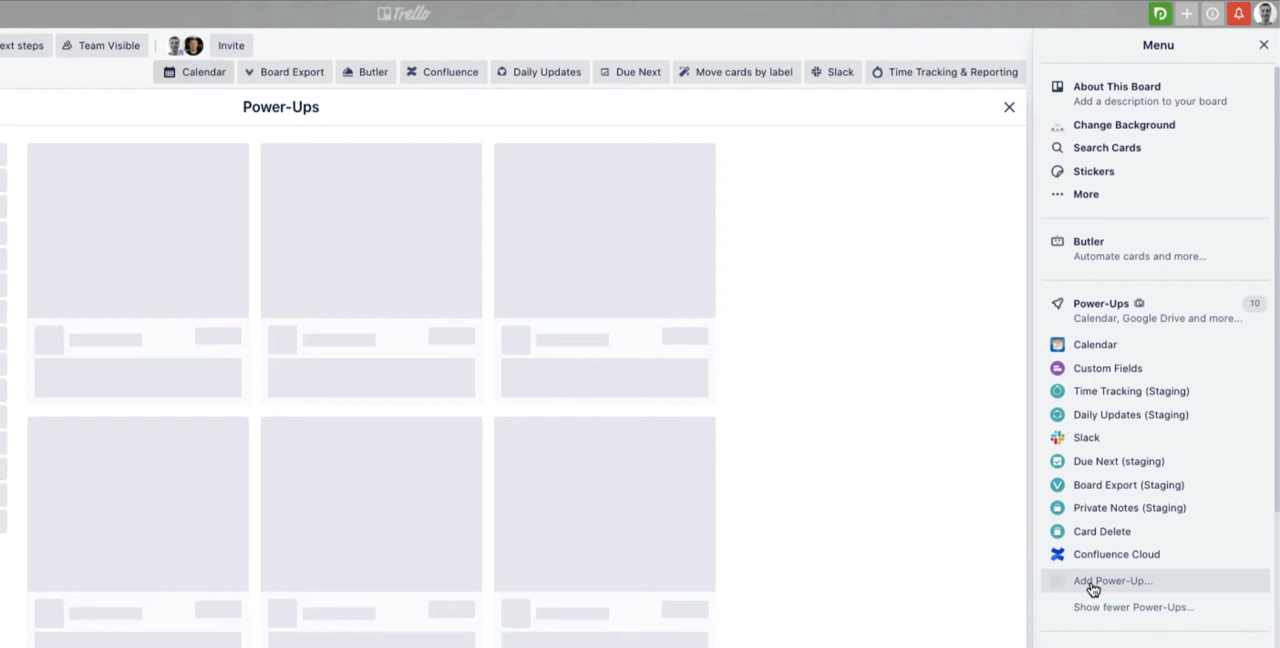 Trello
ext steps
Team Visible
Invite
Calendar
Board Export
Butler
Confluence
Daily Updates
Due Next
Move cards by label
Slack
Time Tracking & Reporting
Power-Ups
Menu
About This Board
Add a description to your board
Change Background
Search Cards
Stickers
More
Butler
Automate cards and more...
Power-Ups
10
Calendar, Google Drive and more...
Calendar
Custom Fields
Time Tracking (Staging)
Daily Updates (Staging)
Slack
Due Next (staging)
Board Export (Staging)
Private Notes (Staging)
Card Delete
Confluence Cloud
Add Power-Up...
Show fewer Power-Ups...